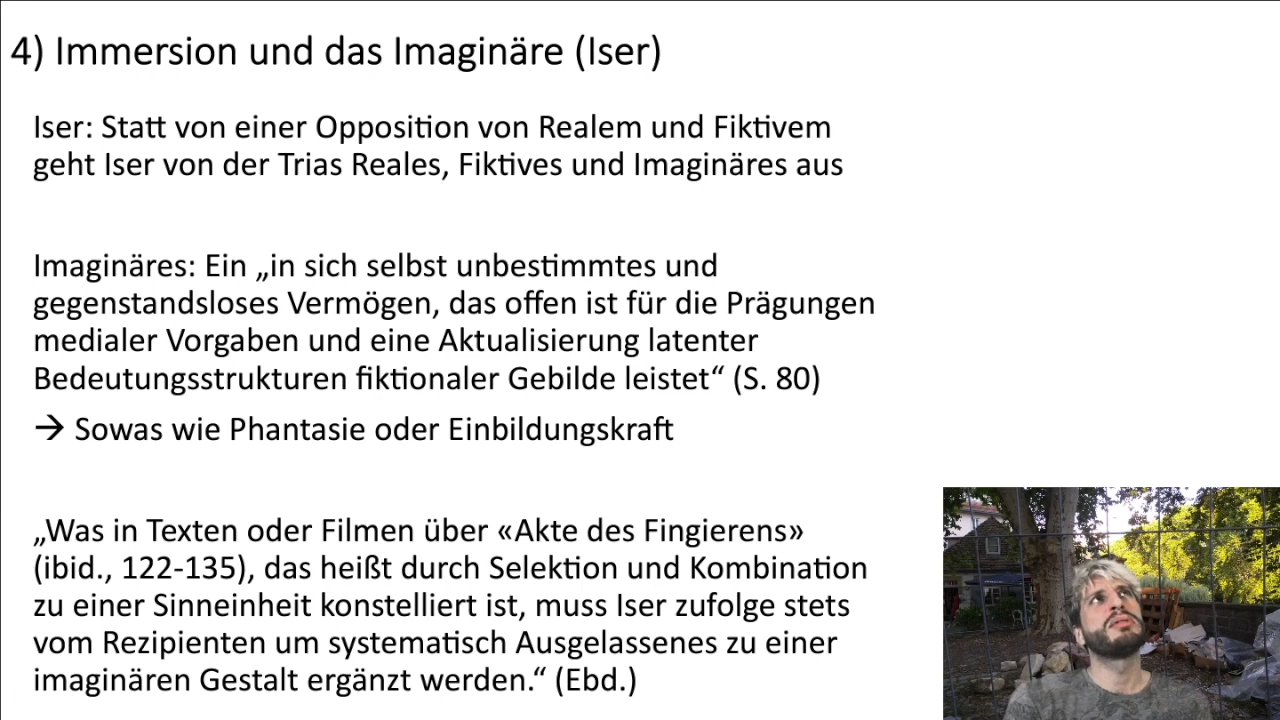 4) Immersion und das Imaginäre (Iser)
Iser: Statt von einer Opposition von Realem und Fiktivem
geht Iser von der Trias Reales, Fiktives und Imaginäres aus
Imaginäres: Ein „in sich selbst unbestimmtes und
gegenstandsloses Vermögen, das offen ist für die Prägungen
medialer Vorgaben und eine Aktualisierung latenter
Bedeutungsstrukturen fiktionaler Gebilde leistet“ (S. 80)
→ Sowas wie Phantasie oder Einbildungskraft
„Was in Texten oder Filmen über «Akte des Fingierens»
(ibid., 122-135), das heißt durch Selektion und Kombination
zu einer Sinneinheit konstelliert ist, muss Iser zufolge stets
vom Rezipienten um systematisch Ausgelassenes zu einer
imaginären Gestalt ergänzt werden.“ (Ebd.)